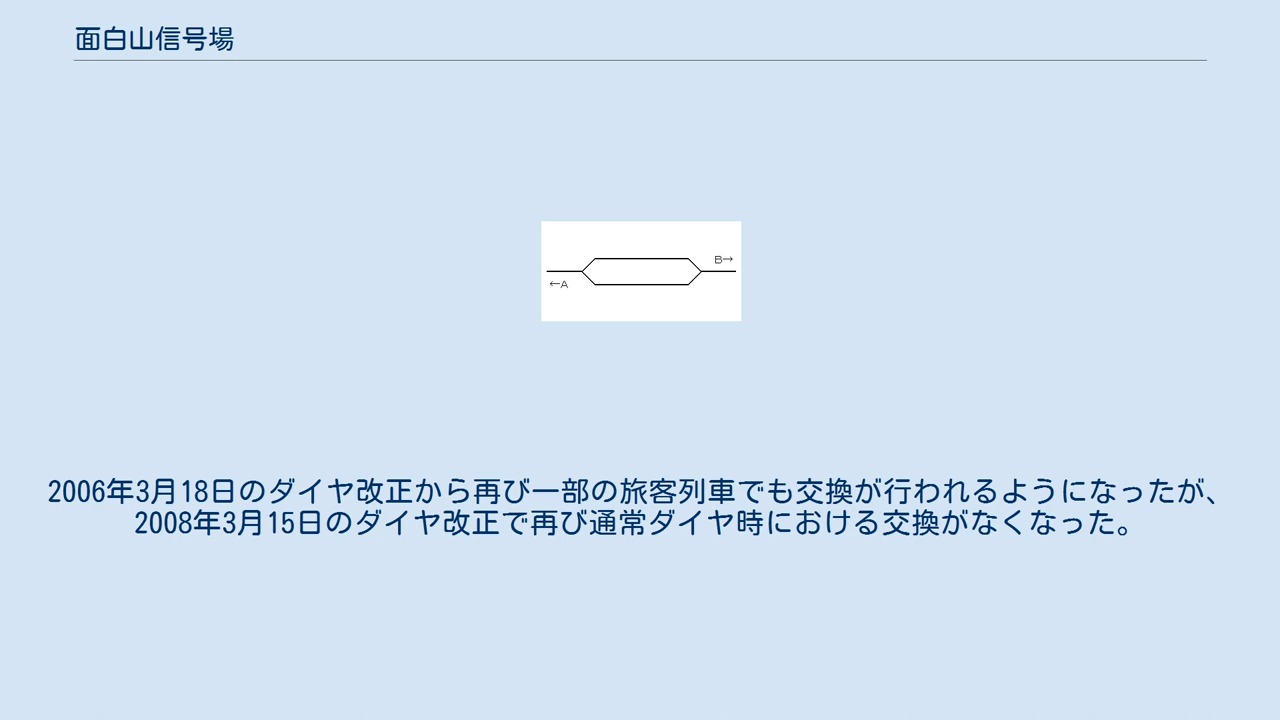 面白山信号場
B→
←A
2006年3月18日のダイヤ改正から再び一部の旅客列車でも交換が行われるようになったが、
2008年3月15日のダイヤ改正で再び通常ダイヤ時における交換がなくなった。